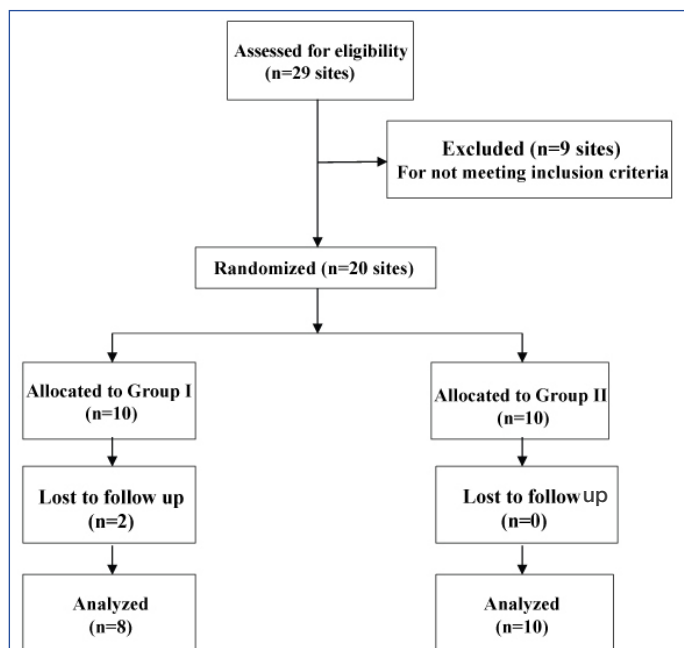 Assessed for eligibility
(n=29 sites)
Excluded (n=9 sites)
For not meeting inclusion criteria
Randomized (n=20 sites)
Allocated to Group I
(n=10)
Allocated to Group II
(n=10)
Lost to follow up
(n=2)
Lost to follow up
(n=0)
Analyzed
(n=8)
Analyzed
(n=10)